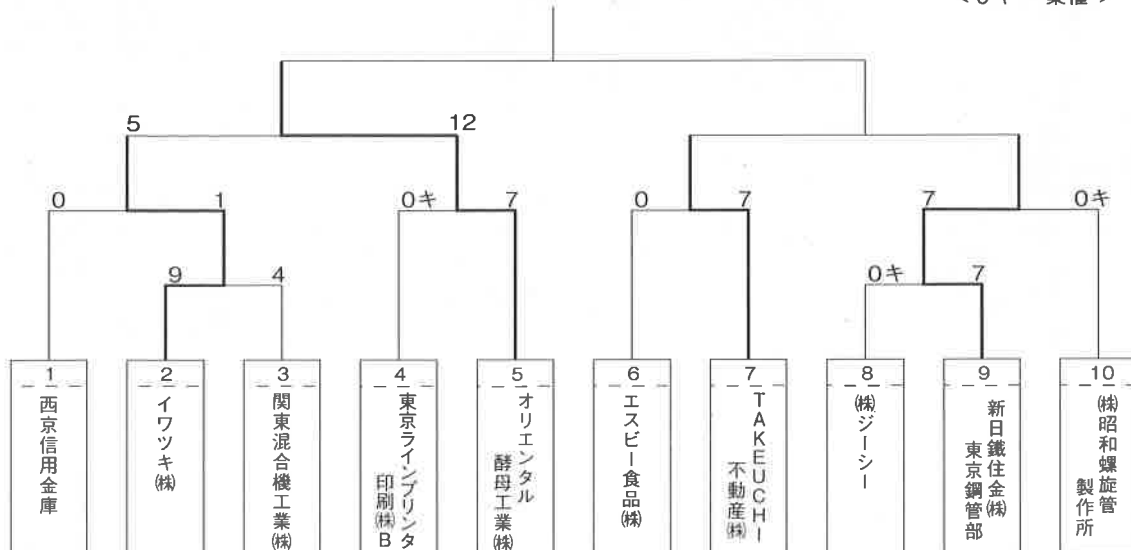 5 12
0 1 0キ 7 0 7 7 0キ
9 4 0キ 7
1 2 3 4 5 6 7 8 9 10
西京信用金庫
イワツキ㈱
関東混合機工業㈱
東京ラインプリンタ
印刷㈱B
オリエンタル
酵母工業㈱
エスビー食品㈱
TAKEUCHI
不動産㈱
㈱ジーシー
新日鐵住金㈱
東京鋼管部
㈱昭和螺旋管
製作所